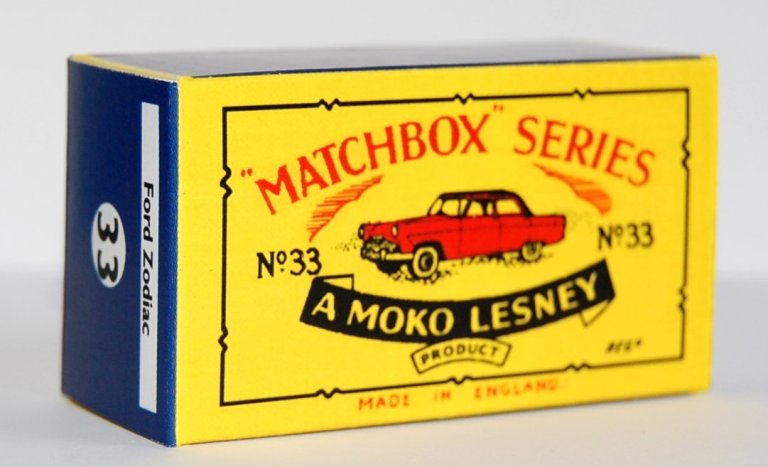 Ford Zodiac
33
"MATCHBOX" SERIES
Nº33
Nº33
A MOKO LESNEY
PRODUCT
MADE IN ENGLAND